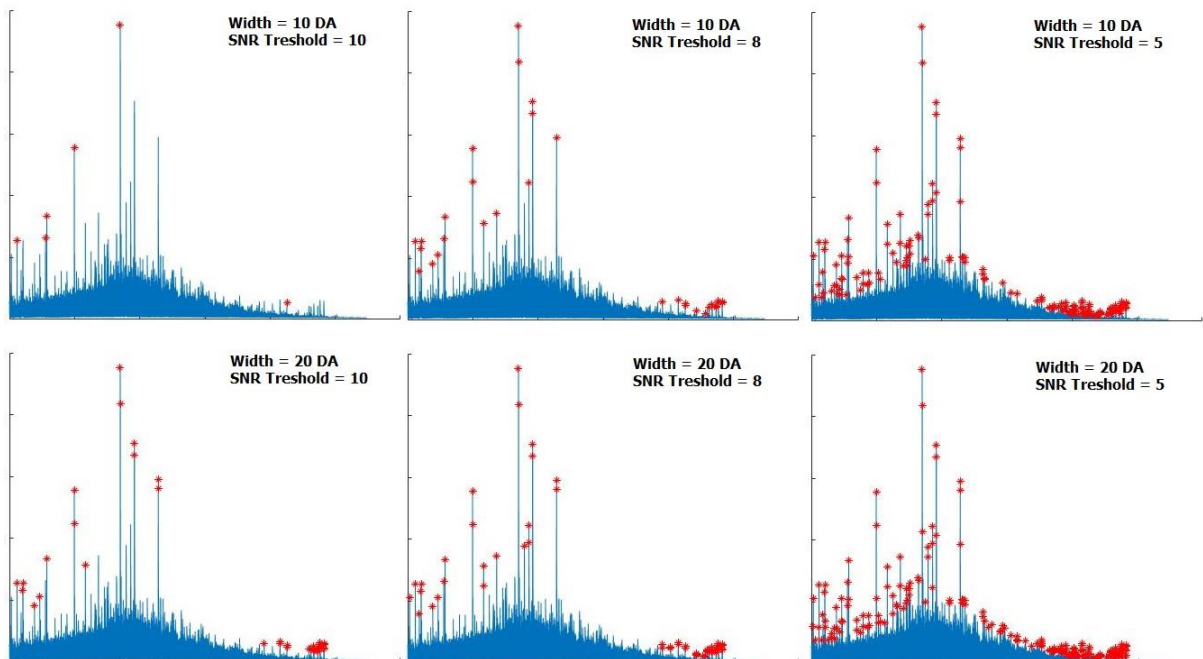 Width = 10 DA
SNR Treshold = 10
Width = 10 DA
SNR Treshold = 8
Width = 10 DA
SNR Treshold = 5
Width = 20 DA
SNR Treshold = 10
Width = 20 DA
SNR Treshold = 8
Width = 20 DA
SNR Treshold = 5